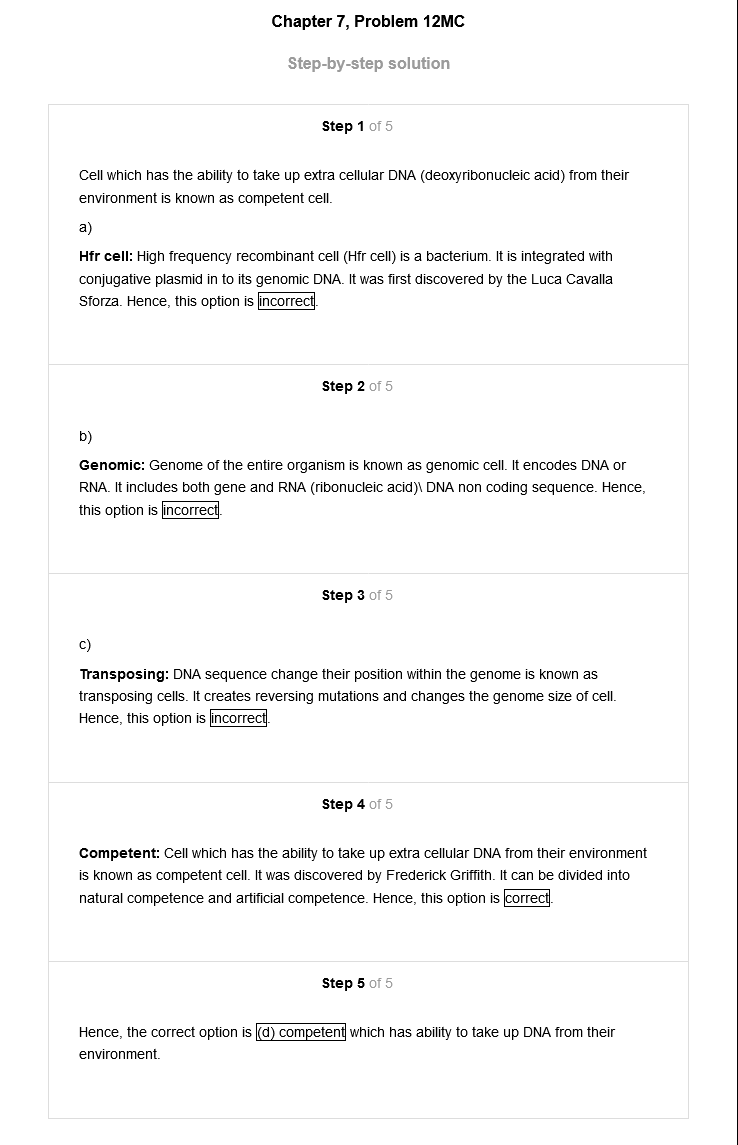 Chapter 7, Problem 12MC
Step-by-step solution
Step 1 of 5
Cell which has the ability to take up extra cellular DNA (deoxyribonucleic acid) from their
environment is known as competent cell.
a)
Hfr cell: High frequency recombinant cell (Hfr cell) is a bacterium. It is integrated with
conjugative plasmid in to its genomic DNA. It was first discovered by the Luca Cavalla
Sforza. Hence, this option is incorrect.
Step 2 of 5
b)
Genomic: Genome of the entire organism is known as genomic cell. It encodes DNA or
RNA. It includes both gene and RNA (ribonucleic acid)\ DNA non coding sequence. Hence,
this option is incorrect.
Step 3 of 5
c)
Transposing: DNA sequence change their position within the genome is known as
transposing cells. It creates reversing mutations and changes the genome size of cell.
Hence, this option is incorrect.
Step 4 of 5
Competent: Cell which has the ability to take up extra cellular DNA from their environment
is known as competent cell. It was discovered by Frederick Griffith. It can be divided into
natural competence and artificial competence. Hence, this option is correct.
Step 5 of 5
Hence, the correct option is (d) competent which has ability to take up DNA from their
environment.